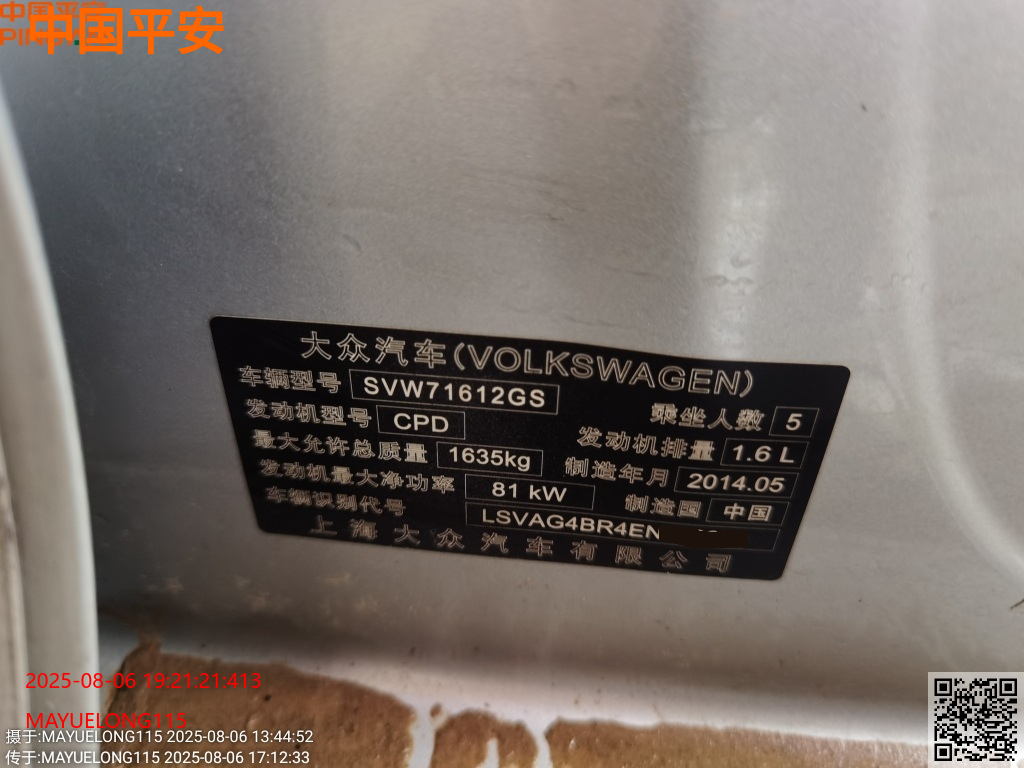 中国平安
中国平安
大众汽车(VOLKSWAGEN)
车辆型号 SVW71612GS 乘坐人数 5
发动机型号 CPD 发动机排量 1.6 L
最大允许总质量 1635kg 制造年月 2014.05
发动机最大净功率 81 kW 制造国 中国
车辆识别代号 LSVAG4BR4EN
上海大众汽车有限公司
2025-08-06 19:21:21:413
MAYUELONG115
摄于:MAYUELONG115 2025-08-06 13:44:52
传于:MAYUELONG115 2025-08-06 17:12:33